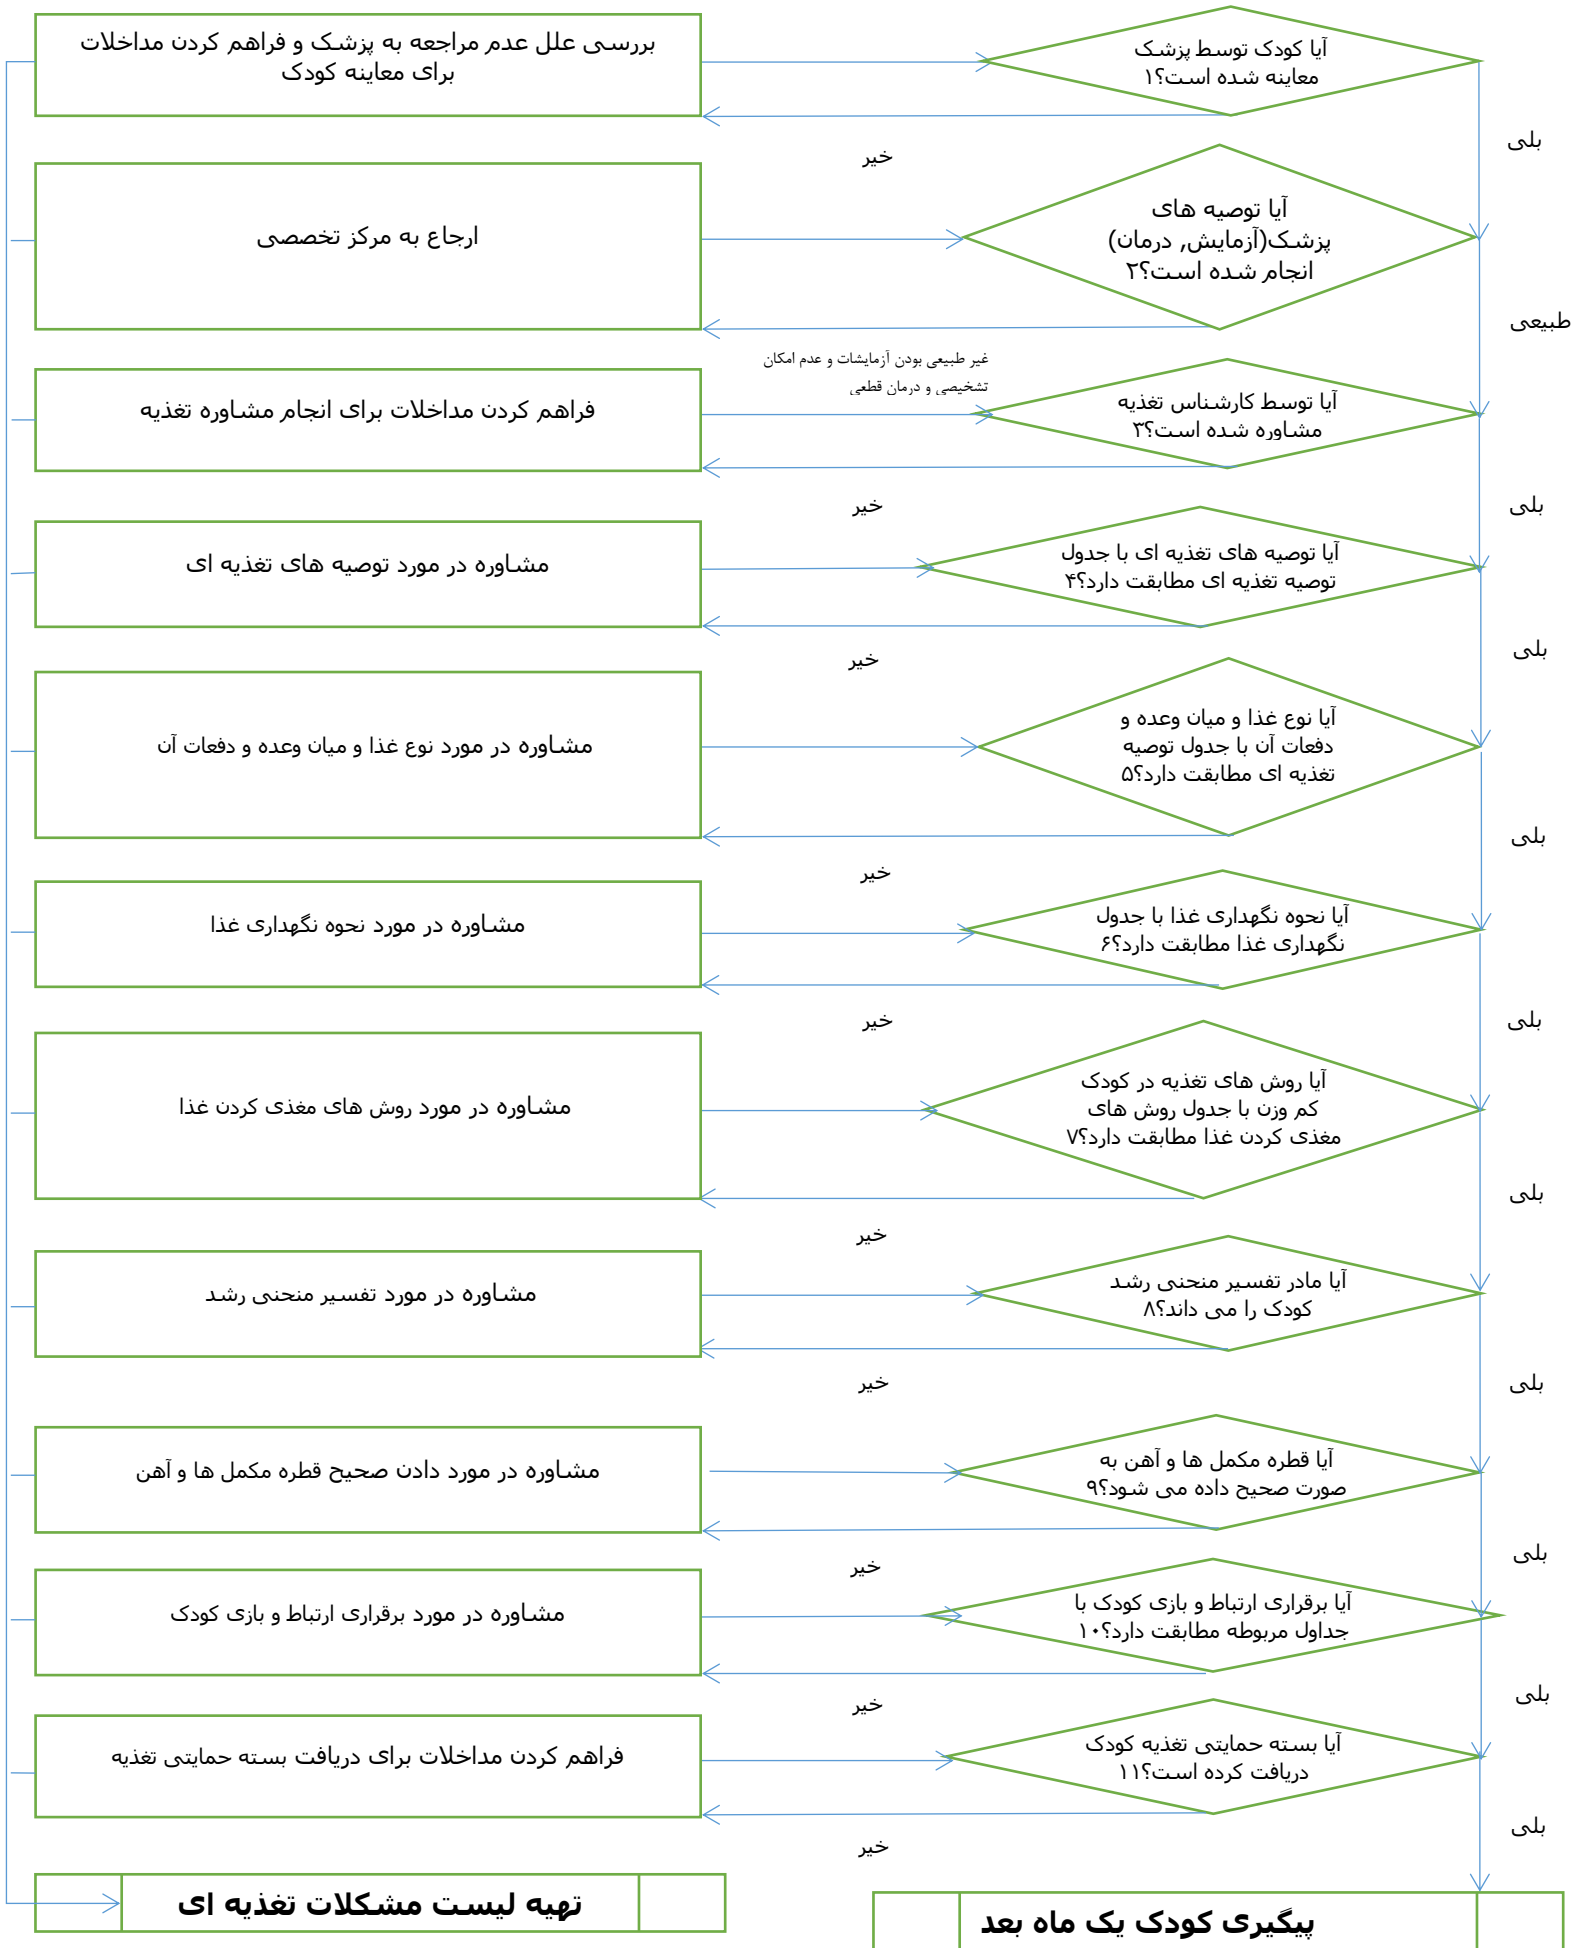 آیا کودک توسط پزشک
معاینه شده است؟۱
بررسی علل عدم مراجعه به پزشک و فراهم کردن مداخلات
برای معاینه کودک
بلی
خیر
آیا توصیه های
پزشک(آزمایش, درمان)
انجام شده است؟۲
ارجاع به مرکز تخصصی
طبیعی
غیر طبیعی بودن آزمایشات و عدم امکان
تشخیصی و درمان قطعی
آیا توسط کارشناس تغذیه
مشاوره شده است؟۳
فراهم کردن مداخلات برای انجام مشاوره تغذیه
بلی
خیر
آیا توصیه های تغذیه ای با جدول
توصیه تغذیه ای مطابقت دارد؟۴
مشاوره در مورد توصیه های تغذیه ای
بلی
خیر
آیا نوع غذا و میان وعده و
دفعات آن با جدول توصیه
تغذیه ای مطابقت دارد؟۵
مشاوره در مورد نوع غذا و میان وعده و دفعات آن
بلی
خیر
آیا نحوه نگهداری غذا با جدول
نگهداری غذا مطابقت دارد؟۶
مشاوره در مورد نحوه نگهداری غذا
بلی
خیر
آیا روش های تغذیه در کودک
کم وزن با جدول روش های
مغذی کردن غذا مطابقت دارد؟۷
مشاوره در مورد روش های مغذی کردن غذا
بلی
خیر
آیا مادر تفسیر منحنی رشد
کودک را می داند؟۸
مشاوره در مورد تفسیر منحنی رشد
بلی
خیر
آیا قطره مکمل ها و آهن به
صورت صحیح داده می شود؟۹
مشاوره در مورد دادن صحیح قطره مکمل ها و آهن
بلی
خیر
آیا برقراری ارتباط و بازی کودک با
جداول مربوطه مطابقت دارد؟۱۰
مشاوره در مورد برقراری ارتباط و بازی کودک
بلی
خیر
آیا بسته حمایتی تغذیه کودک
دریافت کرده است؟۱۱
فراهم کردن مداخلات برای دریافت بسته حمایتی تغذیه
بلی
خیر
تهیه لیست مشکلات تغذیه ای
پیگیری کودک یک ماه بعد